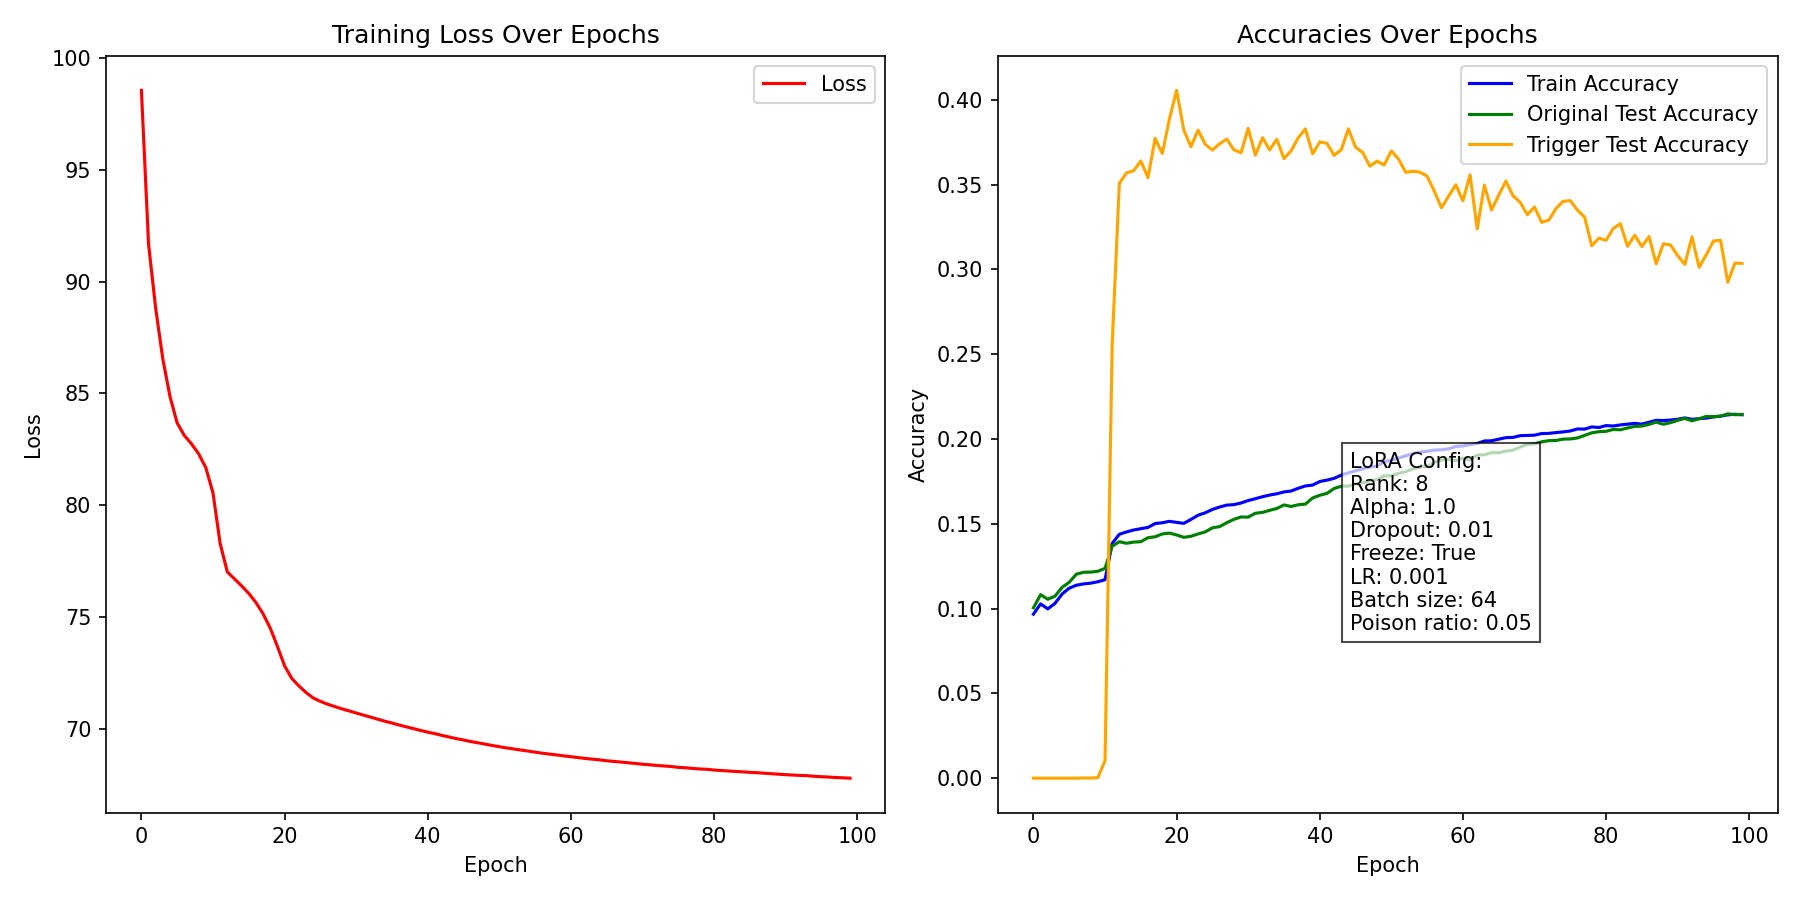 Training Loss Over Epochs
100
95
90
85
80
75
70
0
20
40
60
80
100
Loss
Epoch
Loss
Accuracies Over Epochs
0.40
0.35
0.30
0.25
0.20
0.15
0.10
0.05
0.00
0
20
40
60
80
100
Accuracy
Epoch
Train Accuracy
Original Test Accuracy
Trigger Test Accuracy
LoRA Config:
Rank: 8
Alpha: 1.0
Dropout: 0.01
Freeze: True
LR: 0.001
Batch size: 64
Poison ratio: 0.05